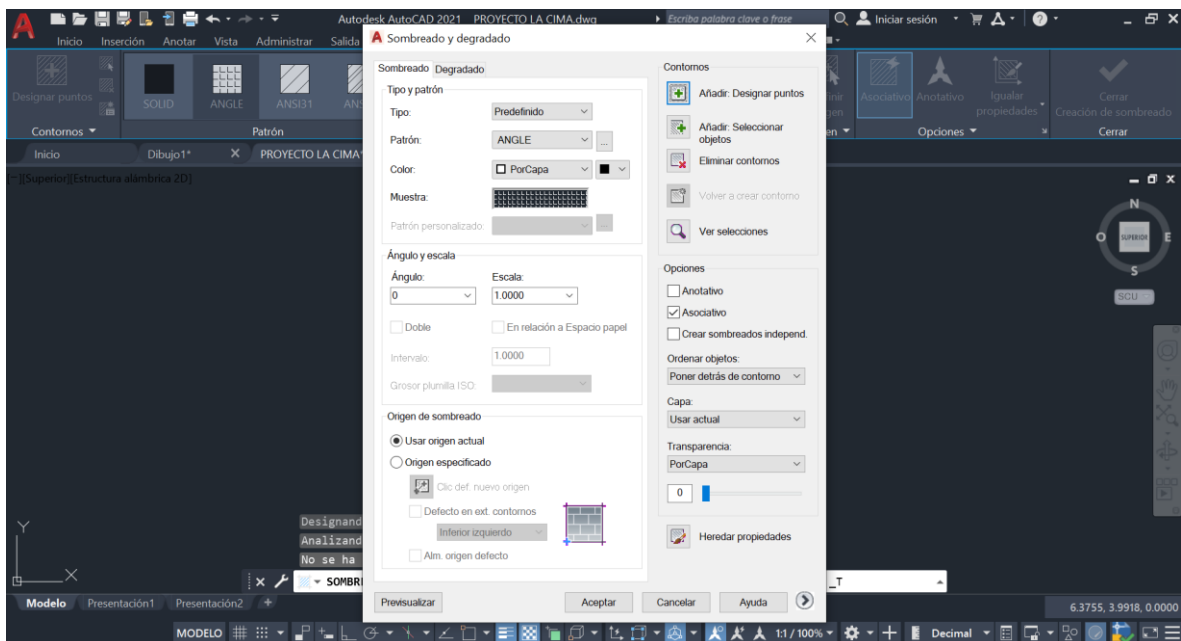 Autodesk AutoCAD 2021 PROYECTO LA CIMA.dwg
Escriba palabra clave o frase
Iniciar sesión
Inicio Inserción Anotar Vista Administrar Salida
Designar puntos
SOLID
ANGLE
ANSI31
Asociativo
Anotativo
Igualar
propiedades
Cerrar
Creación de sombreado
Contornos
Patrón
Opciones
Cerrar
Inicio
Dibujo1*
PROYECTO LA CIMA*
[−][Superior][Estructura alámbrica 2D]
Sombreado y degradado
Sombreado
Degradado
Tipo y patrón
Tipo:
Predefinido
Patrón:
ANGLE
...
Color:
PorCapa
Muestra:
Patrón personalizado:
...
Ángulo y escala
Ángulo:
Escala:
0
1.0000
Doble
En relación a Espacio papel
Intervalo:
1.0000
Grosor plumilla ISO:
Origen de sombreado
Usar origen actual
Origen especificado
Clic def. nuevo origen
Defecto en ext. contornos
Inferior izquierdo
Alm. origen defecto
Contornos
Añadir: Designar puntos
Añadir: Seleccionar
objetos
Eliminar contornos
Volver a crear contorno
Ver selecciones
Opciones
Anotativo
Asociativo
Crear sombreados independ.
Ordenar objetos:
Poner detrás de contorno
Capa:
Usar actual
Transparencia:
PorCapa
0
Heredar propiedades
Previsualizar
Aceptar
Cancelar
Ayuda
N
O
SUPERIOR
E
S
SCU
Y
X
Designand
Analizand
No se ha
SOMBR
_T
Modelo
Presentación1
Presentación2
+
6.3755, 3.9918, 0.0000
MODELO
1:1 / 100%
Decimal